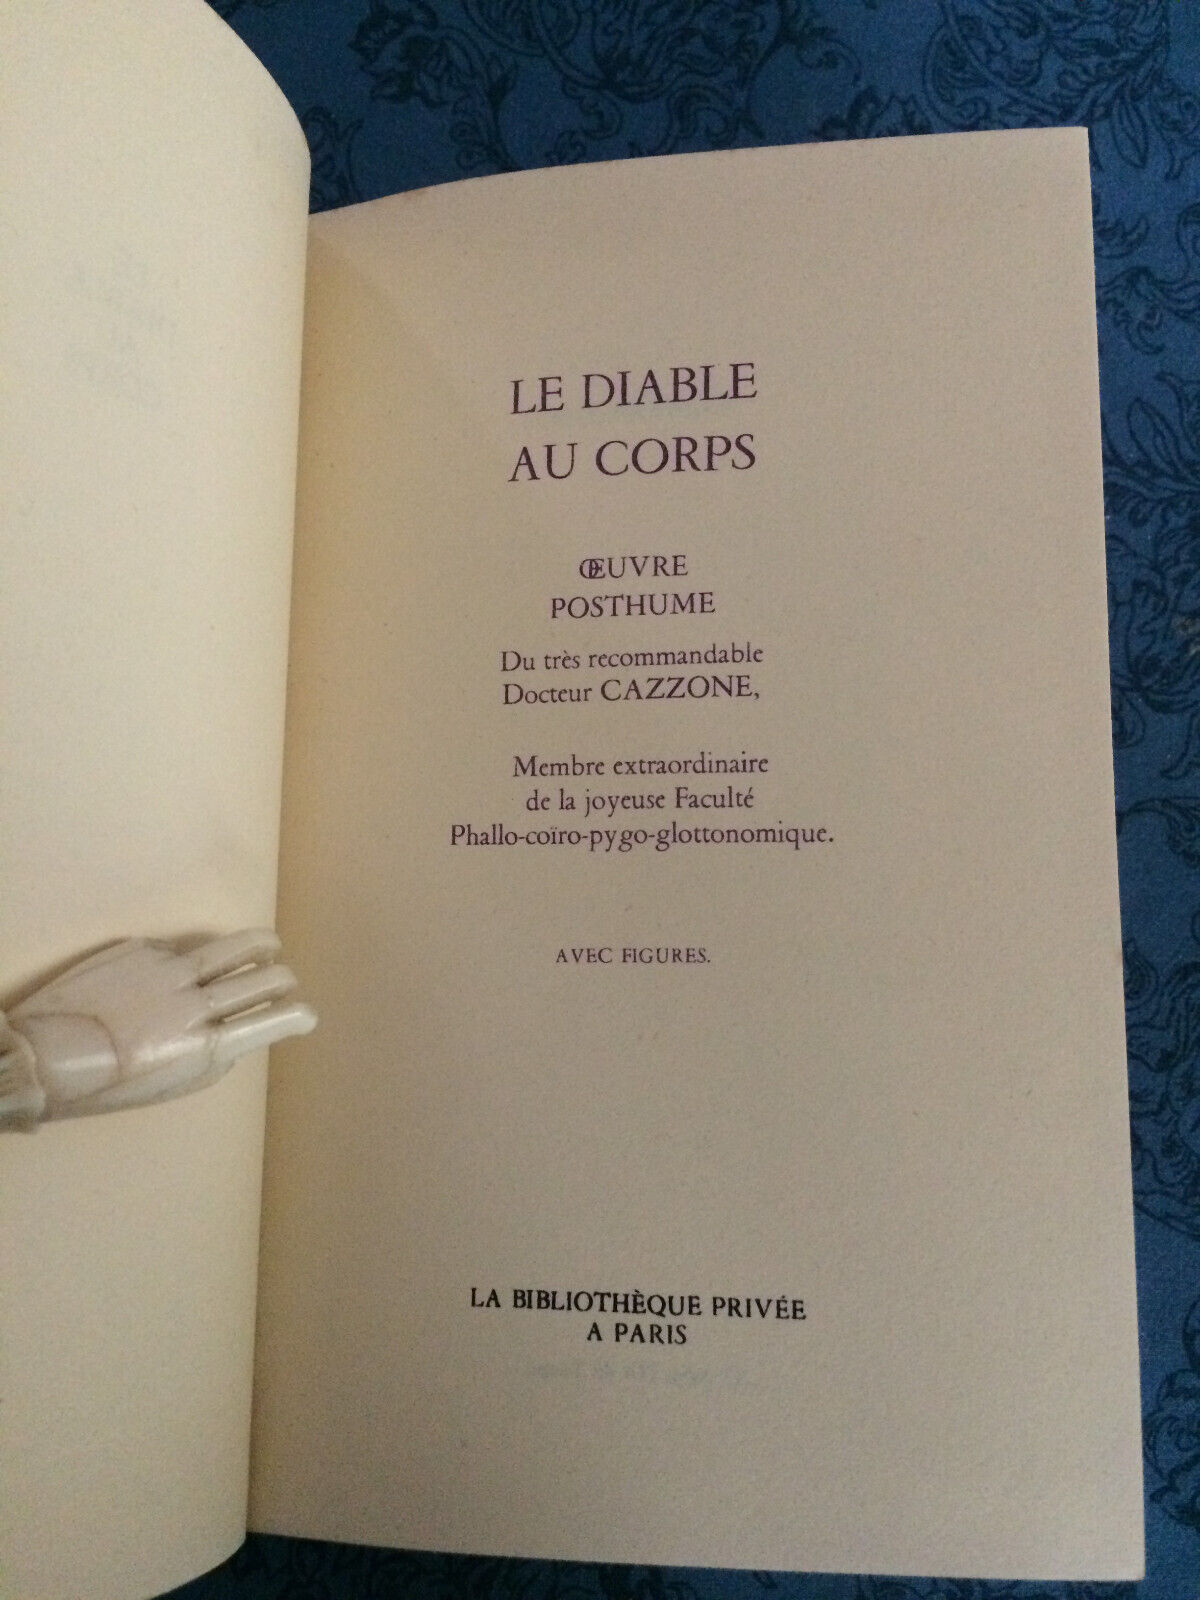 LE DIABLE
AU CORPS
ŒUVRE
POSTHUME
Du très recommandable
Docteur CAZZONE,
Membre extraordinaire
de la joyeuse Faculté
Phallo-coïro-pygo-glottonomique.
AVEC FIGURES.
LA BIBLIOTHÈQUE PRIVÉE
A PARIS